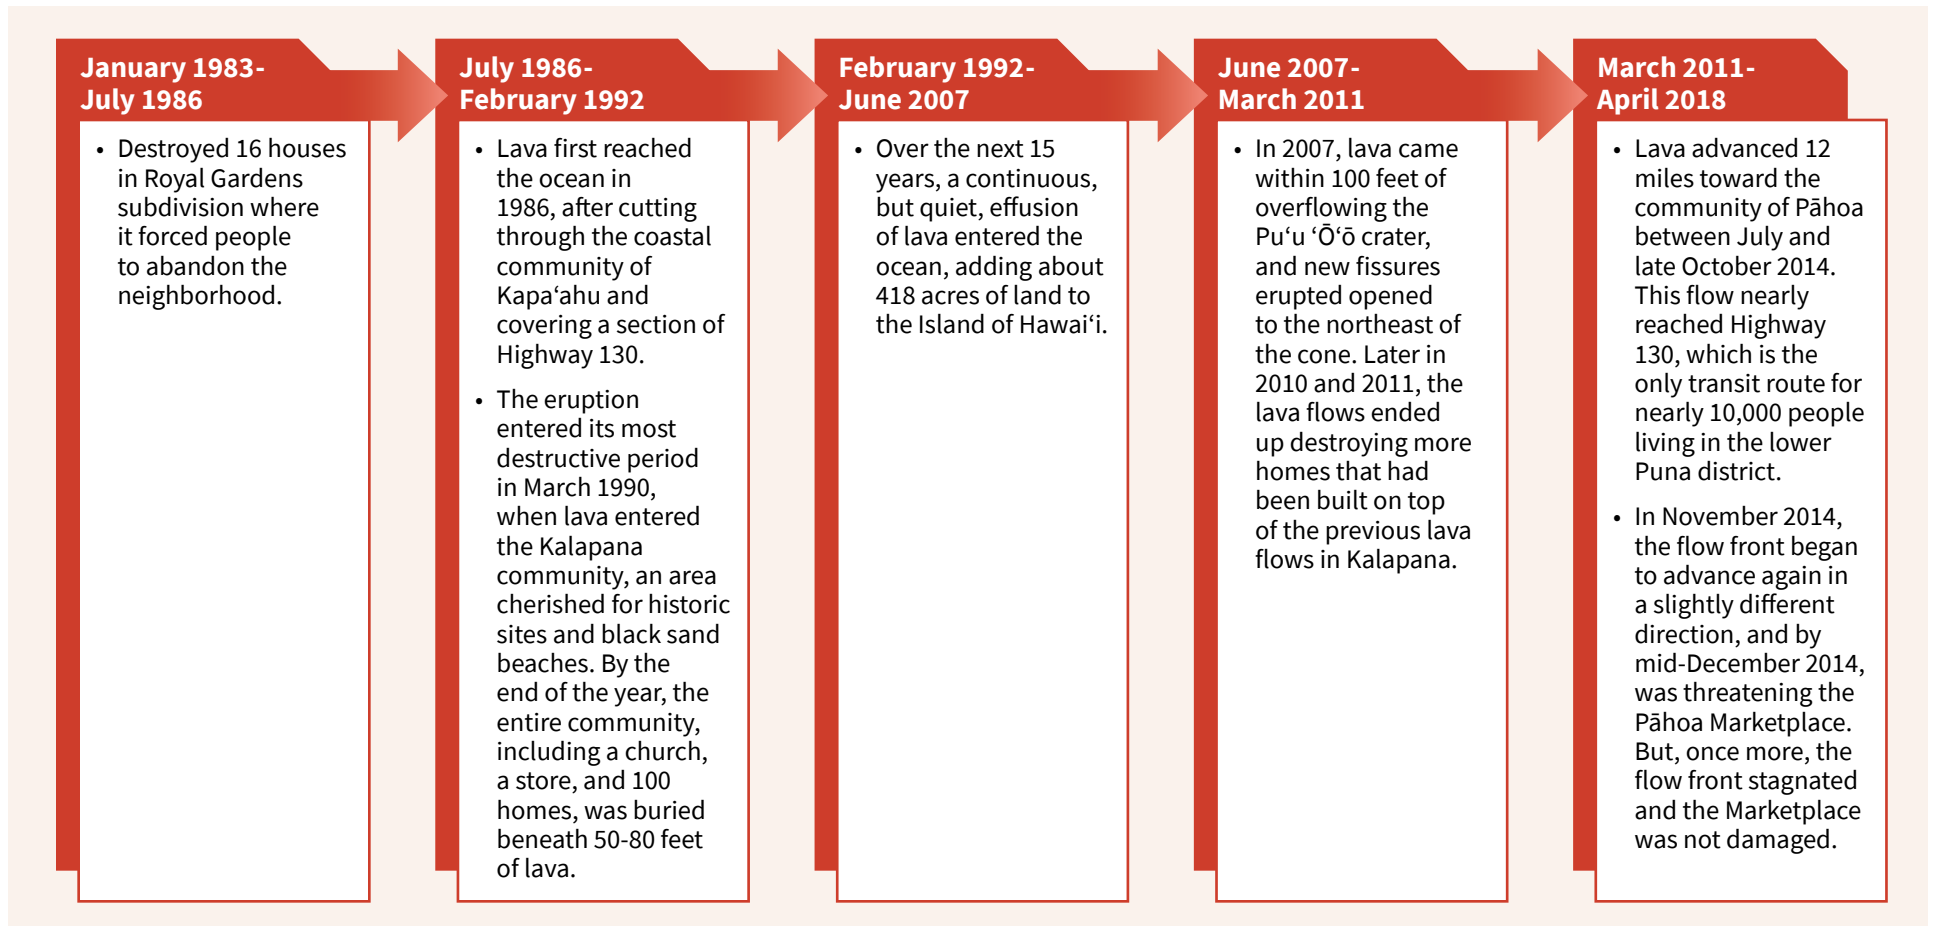 January 1983-
July 1986
• Destroyed 16 houses
in Royal Gardens
subdivision where
it forced people
to abandon the
neighborhood.
July 1986-
February 1992
• Lava first reached
the ocean in
1986, after cutting
through the coastal
community of
Kapaʻahu and
covering a section of
Highway 130.
• The eruption
entered its most
destructive period
in March 1990,
when lava entered
the Kalapana
community, an area
cherished for historic
sites and black sand
beaches. By the
end of the year, the
entire community,
including a church,
a store, and 100
homes, was buried
beneath 50-80 feet
of lava.
February 1992-
June 2007
• Over the next 15
years, a continuous,
but quiet, effusion
of lava entered the
ocean, adding about
418 acres of land to
the Island of Hawaiʻi.
June 2007-
March 2011
• In 2007, lava came
within 100 feet of
overflowing the
Puʻu ʻŌʻō crater,
and new fissures
erupted opened
to the northeast of
the cone. Later in
2010 and 2011, the
lava flows ended
up destroying more
homes that had
been built on top
of the previous lava
flows in Kalapana.
March 2011-
April 2018
• Lava advanced 12
miles toward the
community of Pāhoa
between July and
late October 2014.
This flow nearly
reached Highway
130, which is the
only transit route for
nearly 10,000 people
living in the lower
Puna district.
• In November 2014,
the flow front began
to advance again in
a slightly different
direction, and by
mid-December 2014,
was threatening the
Pāhoa Marketplace.
But, once more, the
flow front stagnated
and the Marketplace
was not damaged.